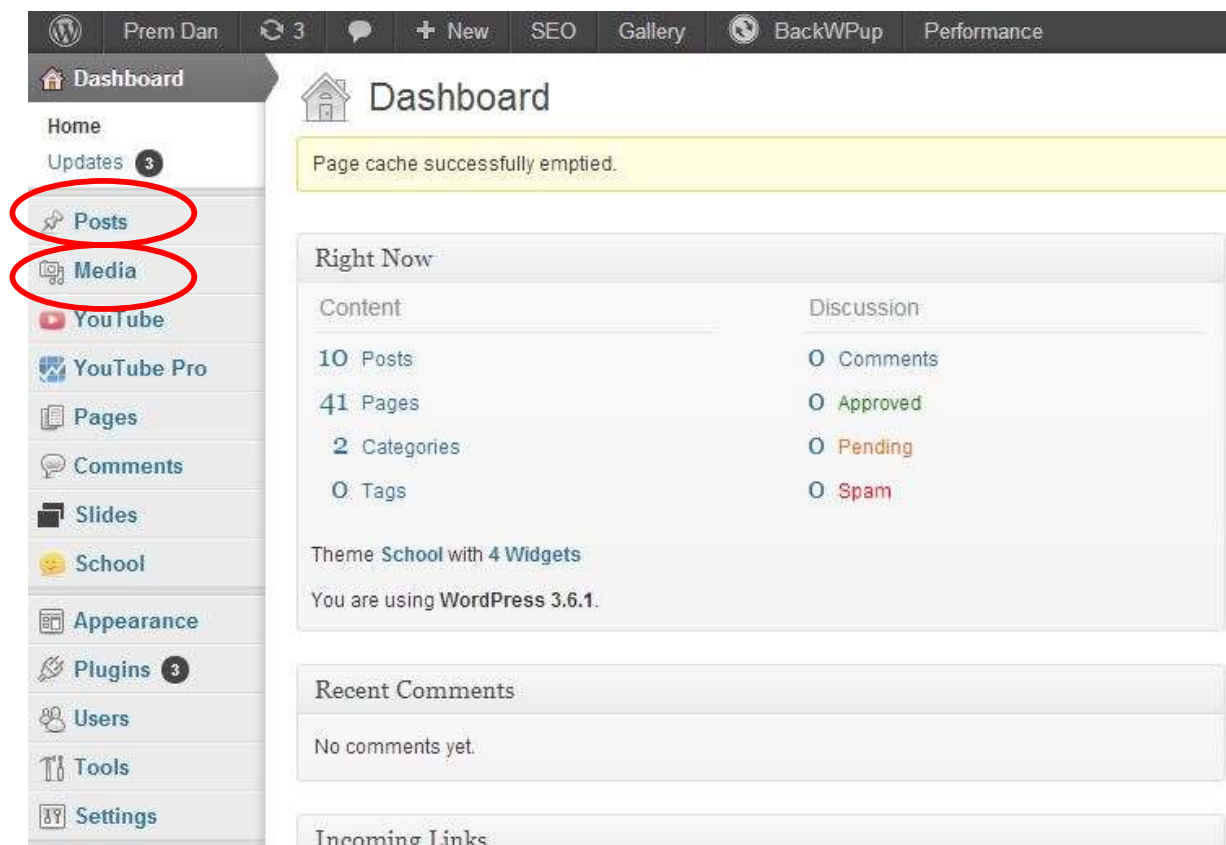 Prem Dan 3 + New SEO Gallery BackWPup Performance
Dashboard
Home
Updates 3
Posts
Media
YouTube
YouTube Pro
Pages
Comments
Slides
School
Appearance
Plugins 3
Users
Tools
Settings
Dashboard
Page cache successfully emptied.
Right Now
Content
10 Posts
41 Pages
2 Categories
0 Tags
Discussion
0 Comments
0 Approved
0 Pending
0 Spam
Theme School with 4 Widgets
You are using WordPress 3.6.1.
Recent Comments
No comments yet.
Incoming Links